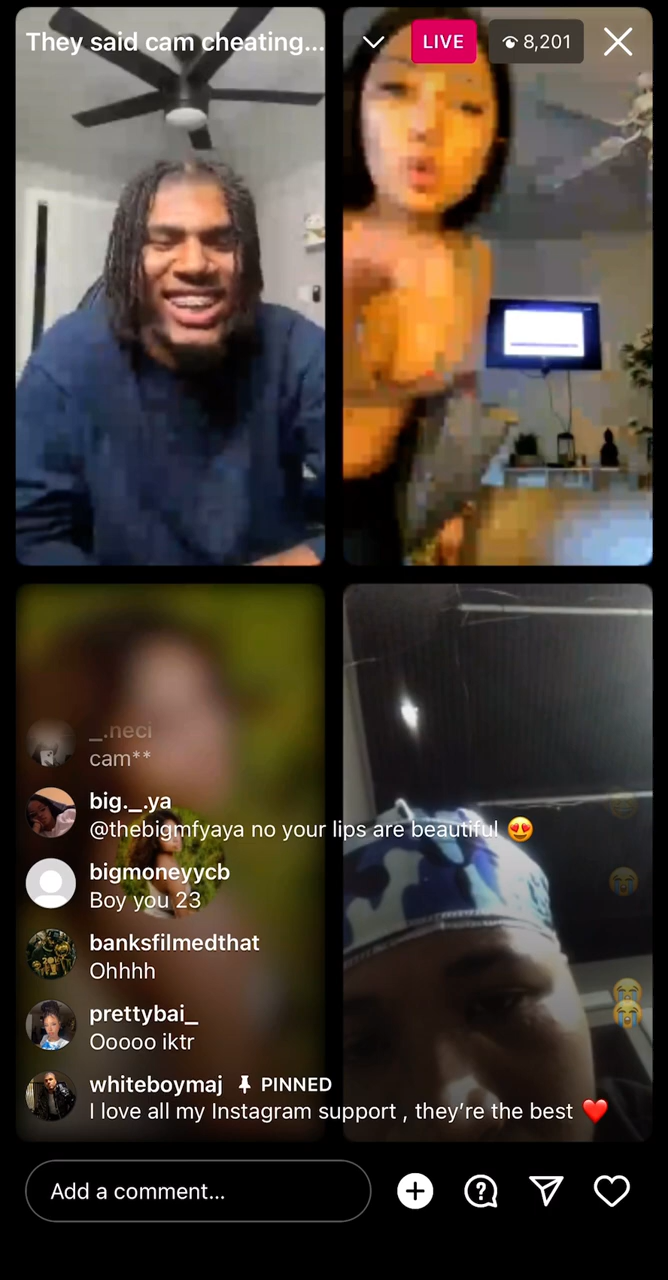 They said cam cheating...
LIVE
8,201
_.neci
cam**
big._.ya
@thebigmfyaya no your lips are beautiful 😍
bigmoneyycb
Boy you 23
banksfilmedthat
Ohhhh
prettybai_
Ooooo iktr
whiteboymaj PINNED
I love all my Instagram support , they're the best ❤️
Add a comment...